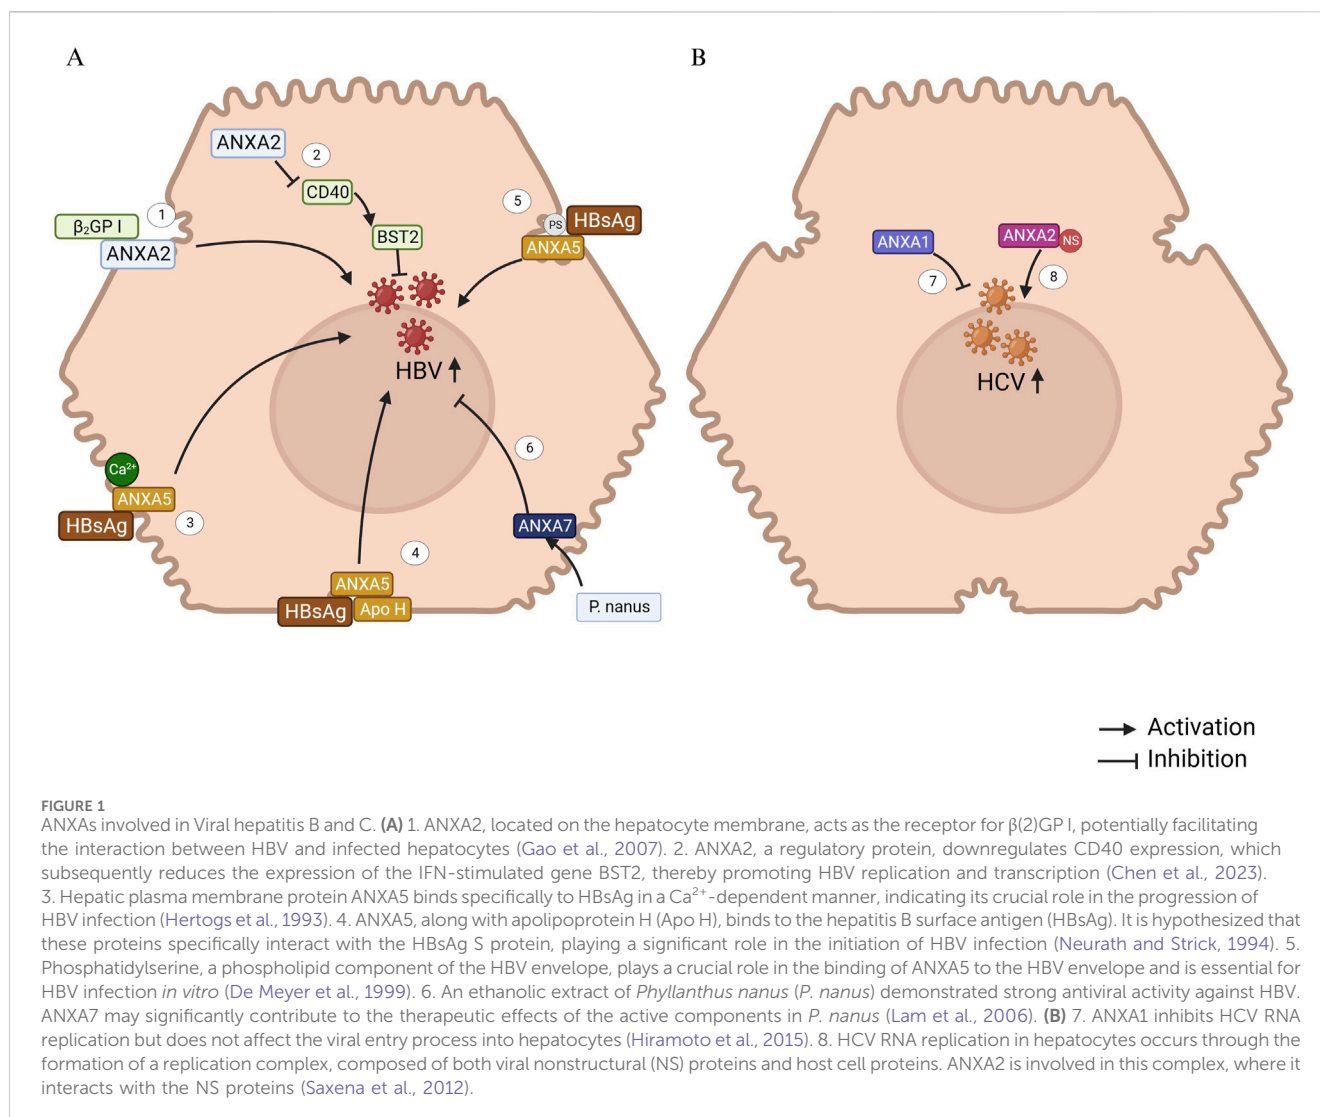 A
B
ANXA2
2
CD40
β₂GP I
1
ANXA2
BST2
5
PS
HBsAg
ANXA5
HBV
Ca²⁺
ANXA5
HBsAg
3
4
ANXA5
HBsAg
Apo H
6
ANXA7
P. nanus
ANXA1
ANXA2
NS
7
8
HCV
Activation
Inhibition
FIGURE 1
ANXAs involved in Viral hepatitis B and C. (A) 1. ANXA2, located on the hepatocyte membrane, acts as the receptor for β(2)GP I, potentially facilitating
the interaction between HBV and infected hepatocytes (Gao et al., 2007). 2. ANXA2, a regulatory protein, downregulates CD40 expression, which
subsequently reduces the expression of the IFN-stimulated gene BST2, thereby promoting HBV replication and transcription (Chen et al., 2023).
3. Hepatic plasma membrane protein ANXA5 binds specifically to HBsAg in a Ca²⁺-dependent manner, indicating its crucial role in the progression of
HBV infection (Hertogs et al., 1993). 4. ANXA5, along with apolipoprotein H (Apo H), binds to the hepatitis B surface antigen (HBsAg). It is hypothesized that
these proteins specifically interact with the HBsAg S protein, playing a significant role in the initiation of HBV infection (Neurath and Strick, 1994). 5.
Phosphatidylserine, a phospholipid component of the HBV envelope, plays a crucial role in the binding of ANXA5 to the HBV envelope and is essential for
HBV infection in vitro (De Meyer et al., 1999). 6. An ethanolic extract of Phyllanthus nanus (P. nanus) demonstrated strong antiviral activity against HBV.
ANXA7 may significantly contribute to the therapeutic effects of the active components in P. nanus (Lam et al., 2006). (B) 7. ANXA1 inhibits HCV RNA
replication but does not affect the viral entry process into hepatocytes (Hiramoto et al., 2015). 8. HCV RNA replication in hepatocytes occurs through the
formation of a replication complex, composed of both viral nonstructural (NS) proteins and host cell proteins. ANXA2 is involved in this complex, where it
interacts with the NS proteins (Saxena et al., 2012).